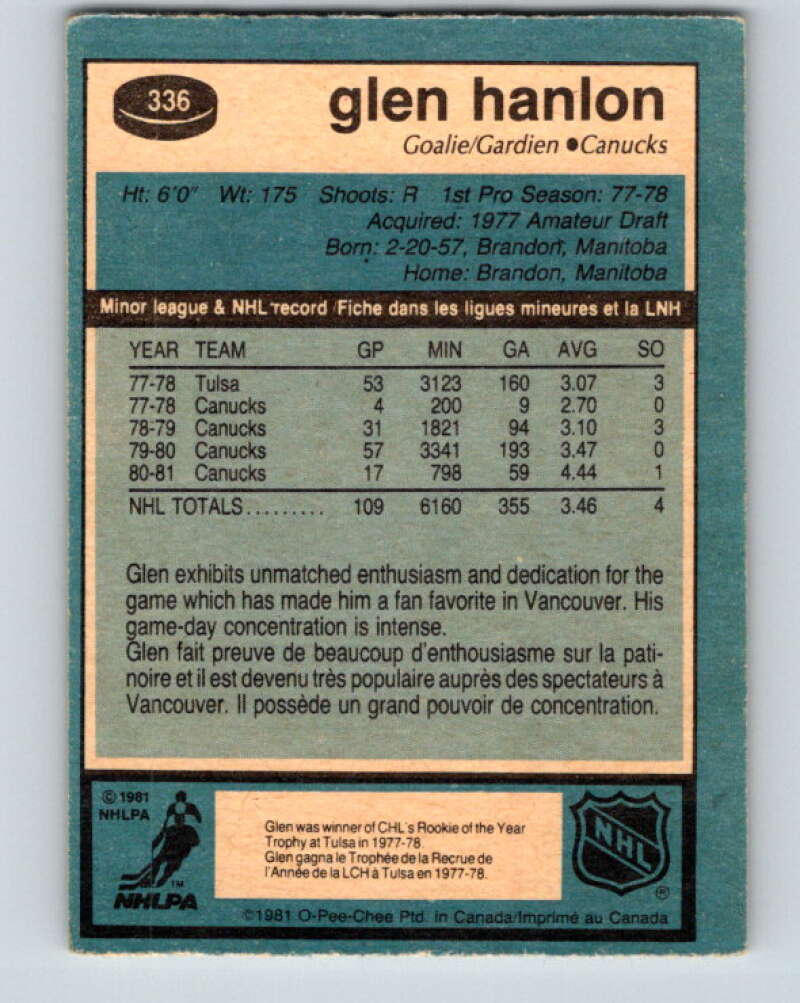 336
glen hanlon
Goalie/Gardien ●Canucks
Ht: 6'0" Wt: 175 Shoots: R 1st Pro Season: 77-78
Acquired: 1977 Amateur Draft
Born: 2-20-57, Brandon, Manitoba
Home: Brandon, Manitoba
Minor league & NHL record/Fiche dans les ligues mineures et la LNH
YEAR TEAM GP MIN GA AVG SO
77-78 Tulsa 53 3123 160 3.07 3
77-78 Canucks 4 200 9 2.70 0
78-79 Canucks 31 1821 94 3.10 3
79-80 Canucks 57 3341 193 3.47 0
80-81 Canucks 17 798 59 4.44 1
NHL TOTALS......... 109 6160 355 3.46 4
Glen exhibits unmatched enthusiasm and dedication for the
game which has made him a fan favorite in Vancouver. His
game-day concentration is intense.
Glen fait preuve de beaucoup d'enthousiasme sur la pati-
noire et il est devenu très populaire auprès des spectateurs à
Vancouver. Il possède un grand pouvoir de concentration.
© 1981
NHLPA
TM
NHLPA
Glen was winner of CHL's Rookie of the Year
Trophy at Tulsa in 1977-78.
Glen gagna le Trophée de la Recrue de
l'Année de la LCH à Tulsa en 1977-78.
NHL
®
©1981 O-Pee-Chee Ptd. in Canada/Imprimé au Canada